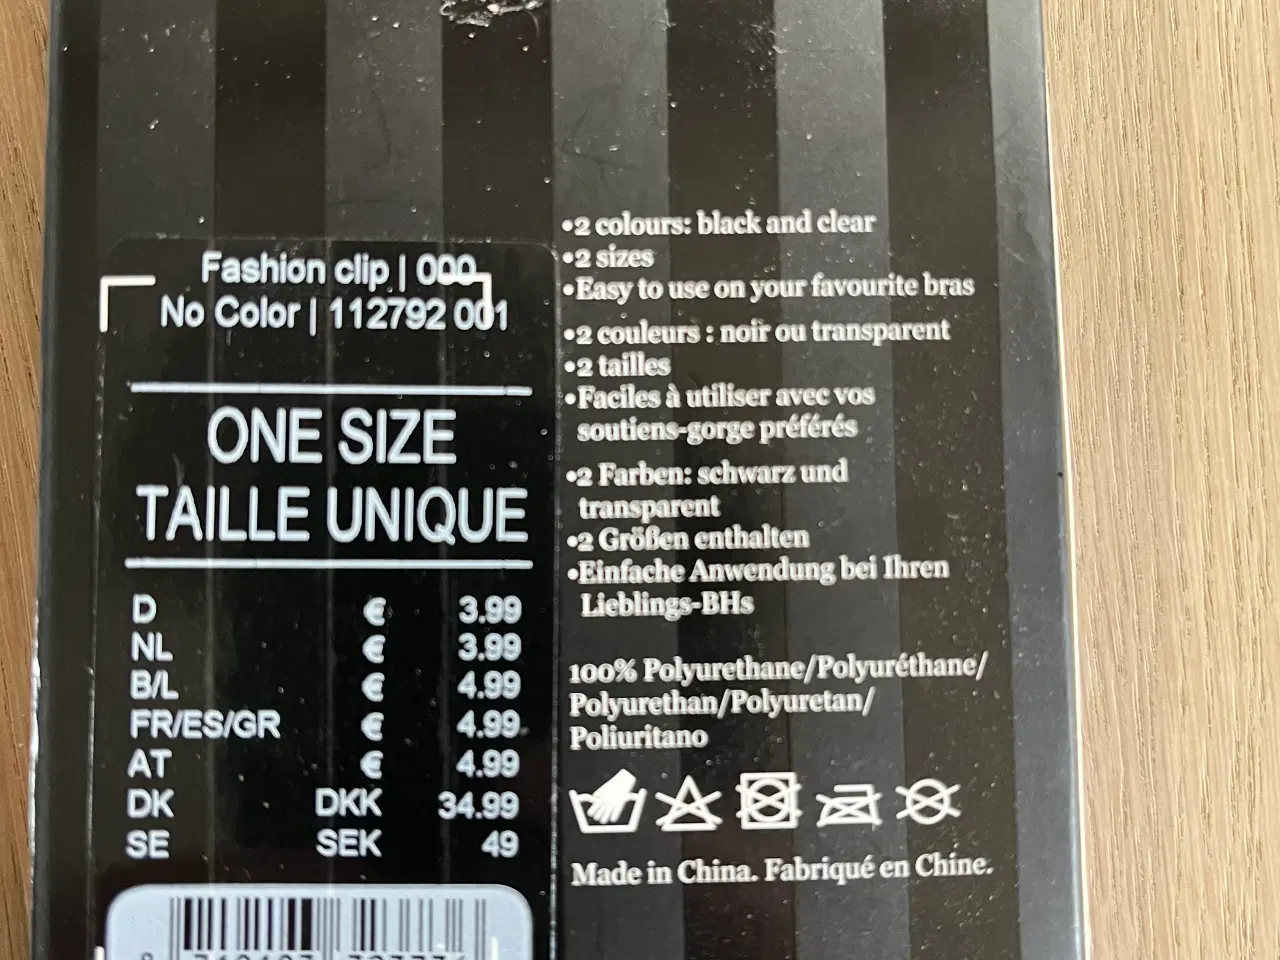 Fashion clip | 000
No Color | 112792 001
ONE SIZE
TAILLE UNIQUE
D € 3.99
NL € 3.99
B/L € 4.99
FR/ES/GR € 4.99
AT € 4.99
DK DKK 34.99
SE SEK 49
•2 colours: black and clear
•2 sizes
•Easy to use on your favourite bras
•2 couleurs : noir ou transparent
•2 tailles
•Faciles à utiliser avec vos
soutiens-gorge préférés
•2 Farben: schwarz und
transparent
•2 Größen enthalten
•Einfache Anwendung bei Ihren
Lieblings-BHs
100% Polyurethane/Polyuréthane/
Polyurethan/Polyuretan/
Poliuritano
Made in China. Fabriqué en Chine.